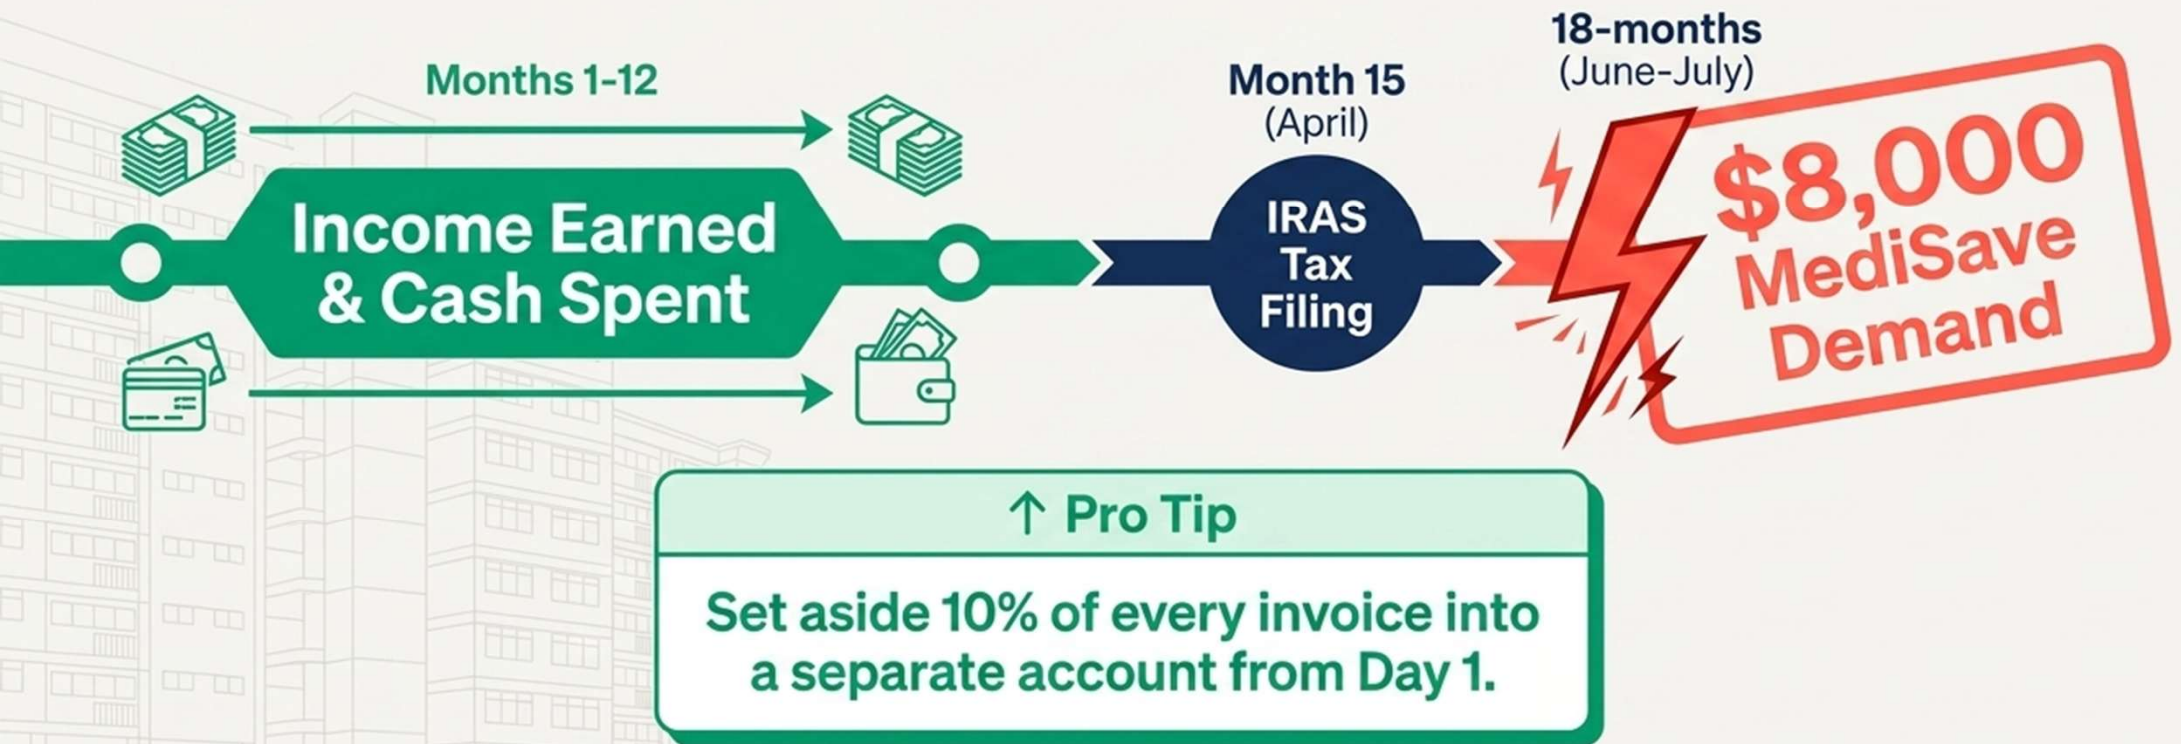 Months 1-12
Income Earned
& Cash Spent
Month 15
(April)
IRAS
Tax
Filing
18-months
(June-July)
$8,000
MediSave
Demand
↑ Pro Tip
Set aside 10% of every invoice into
a separate account from Day 1.